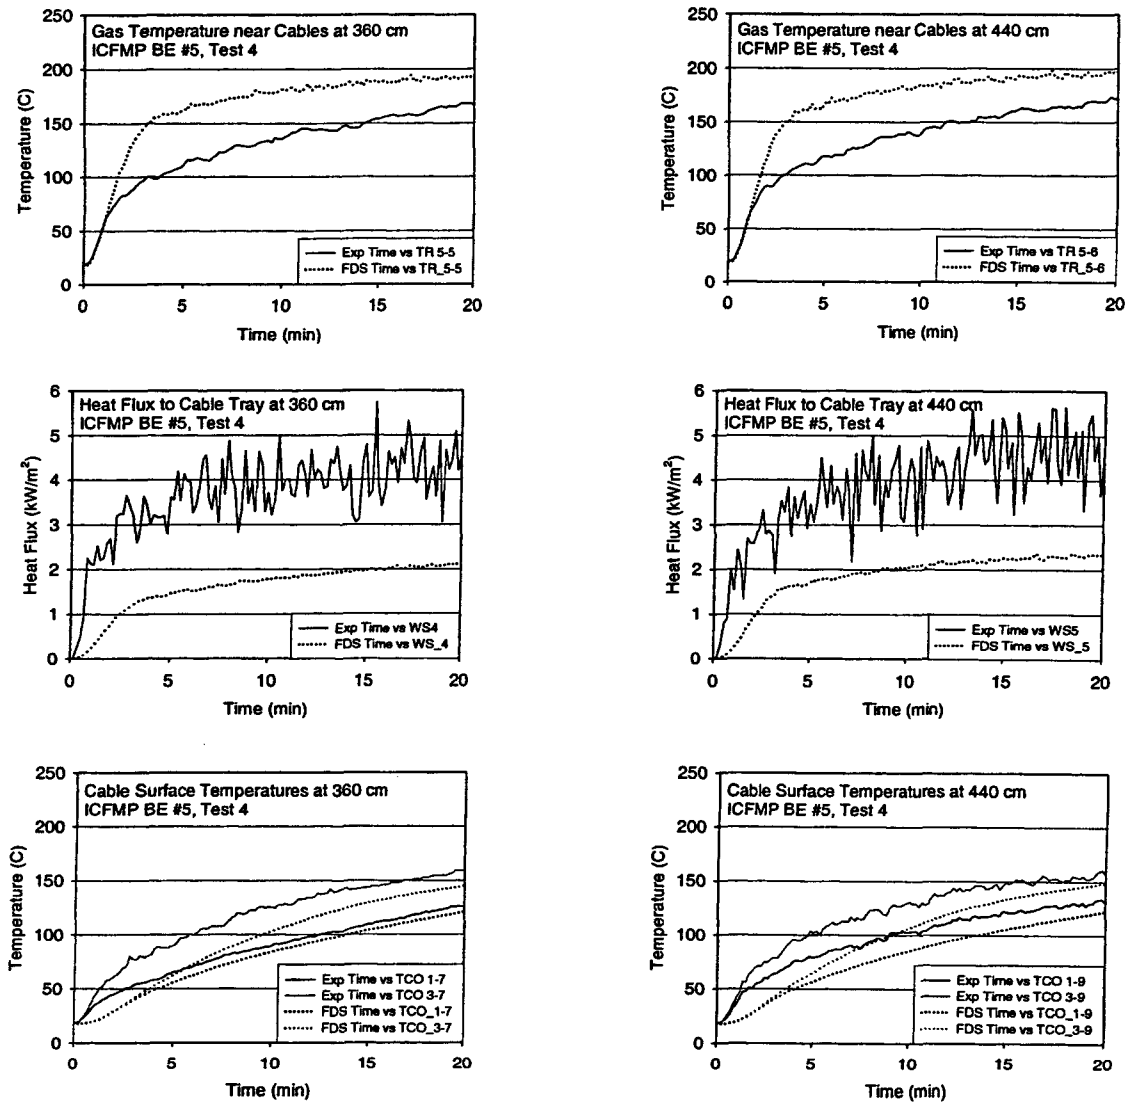 Gas Temperature near Cables at 360 cm
ICFMP BE #5, Test 4
Temperature (C)
250
200
150
100
50
0
Exp Time vs TR 5-5
FDS Time vs TR_5-5
0 5 10 15 20
Time (min)
Gas Temperature near Cables at 440 cm
ICFMP BE #5, Test 4
Temperature (C)
250
200
150
100
50
0
Exp Time vs TR 5-6
FDS Time vs TR_5-6
0 5 10 15 20
Time (min)
Heat Flux to Cable Tray at 360 cm
ICFMP BE #5, Test 4
Heat Flux (kW/m²)
6
5
4
3
2
1
0
Exp Time vs WS4
FDS Time vs WS_4
0 5 10 15 20
Time (min)
Heat Flux to Cable Tray at 440 cm
ICFMP BE #5, Test 4
Heat Flux (kW/m²)
6
5
4
3
2
1
0
Exp Time vs WS5
FDS Time vs WS_5
0 5 10 15 20
Time (min)
Cable Surface Temperatures at 360 cm
ICFMP BE #5, Test 4
Temperature (C)
250
200
150
100
50
0
Exp Time vs TCO 1-7
Exp Time vs TCO 3-7
FDS Time vs TCO_1-7
FDS Time vs TCO_3-7
0 5 10 15 20
Time (min)
Cable Surface Temperatures at 440 cm
ICFMP BE #5, Test 4
Temperature (C)
250
200
150
100
50
0
Exp Time vs TCO 1-9
Exp Time vs TCO 3-9
FDS Time vs TCO_1-9
FDS Time vs TCO_3-9
0 5 10 15 20
Time (min)